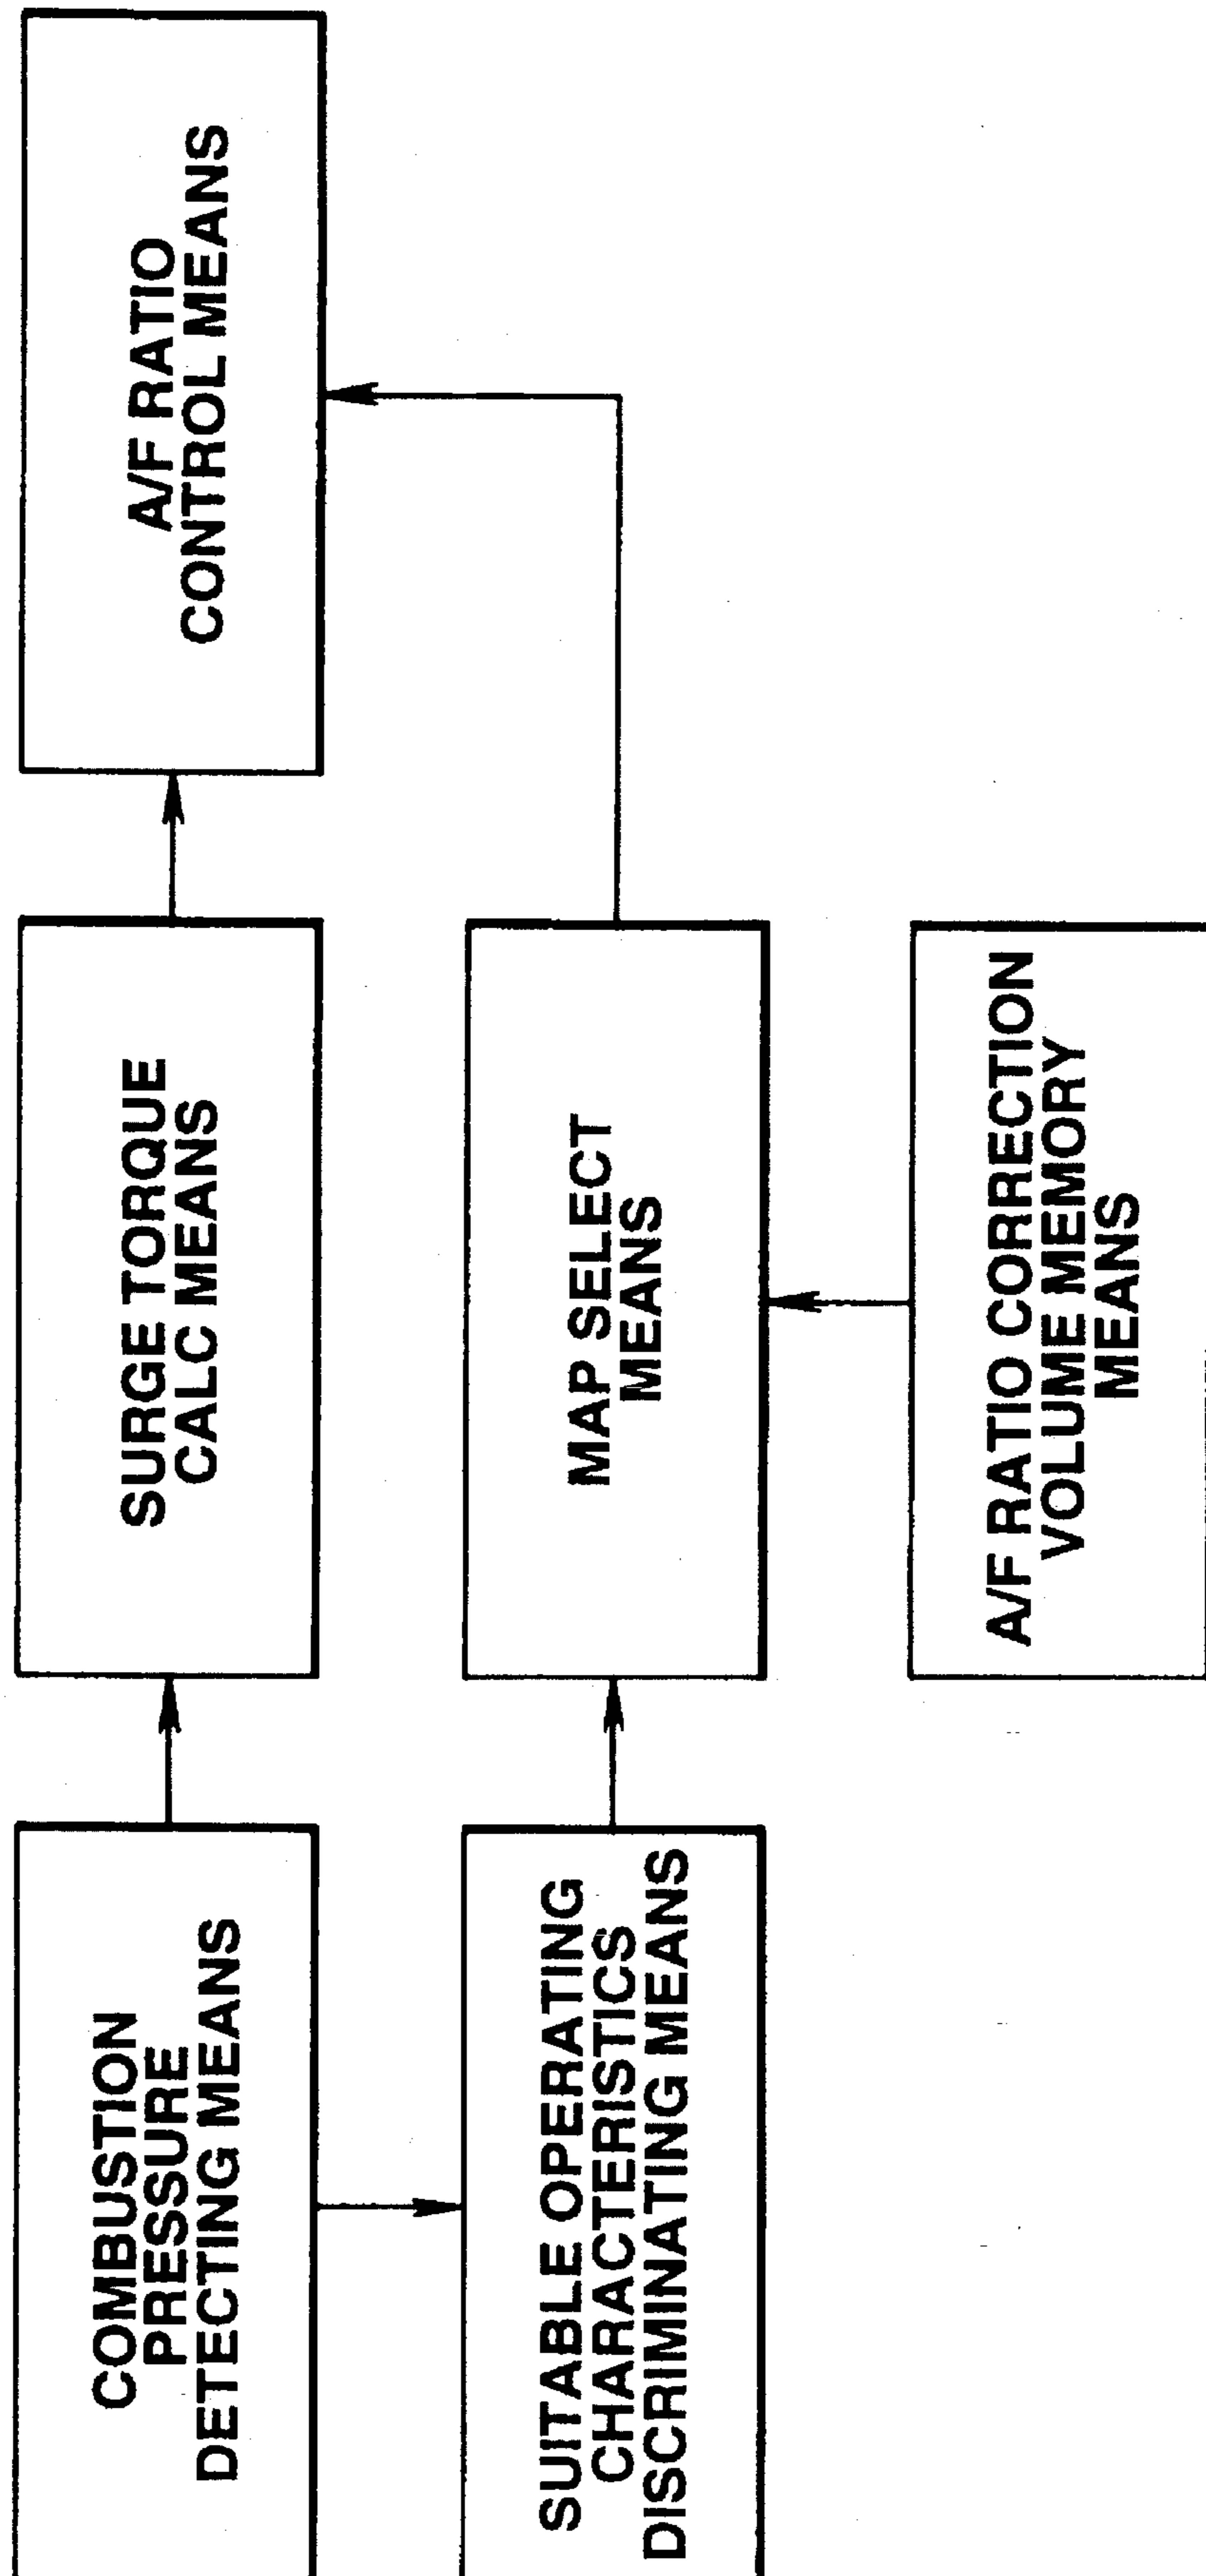 COMBUSTION
PRESSURE
DETECTING MEANS
SURGE TORQUE
CALC MEANS
A/F RATIO
CONTROL MEANS
SUITABLE OPERATING
CHARACTERISTICS
DISCRIMINATING MEANS
MAP SELECT
MEANS
A/F RATIO CORRECTION
VOLUME MEMORY
MEANS